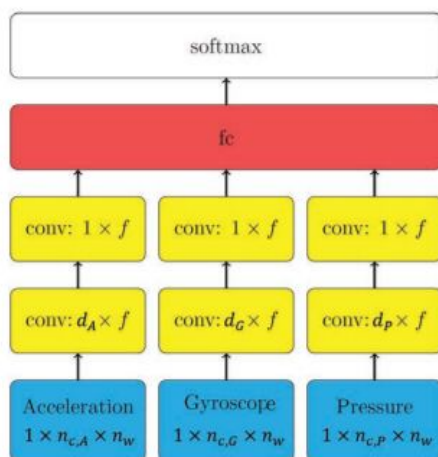 softmax
fc
conv: 1 × f conv: 1 × f conv: 1 × f
conv: d_A × f conv: d_G × f conv: d_P × f
Acceleration Gyroscope Pressure
1 × n_{c,A} × n_w 1 × n_{c,G} × n_w 1 × n_{c,P} × n_w